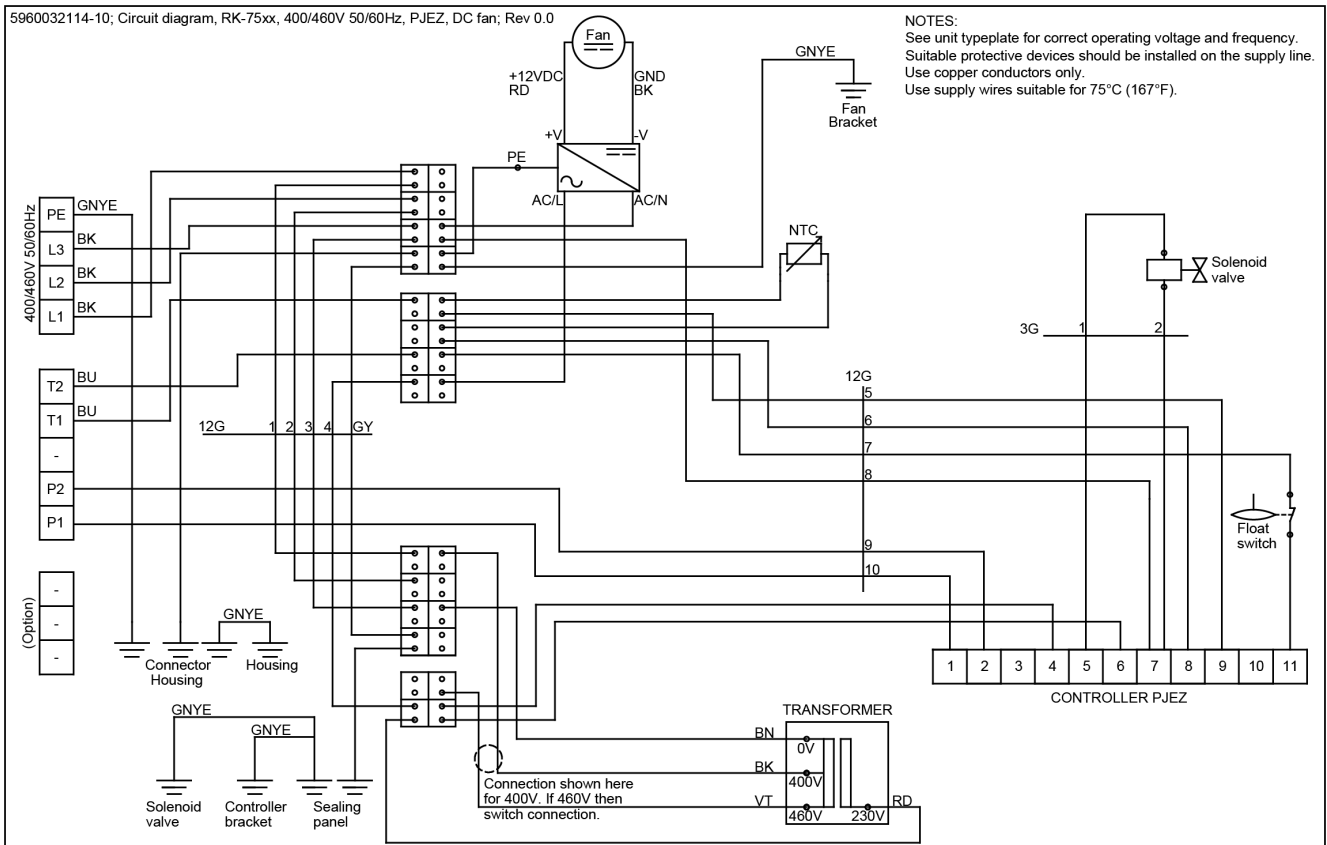 5960032114-10; Circuit diagram, RK-75xx, 400/460V 50/60Hz, PJEZ, DC fan; Rev 0.0
NOTES:
See unit typeplate for correct operating voltage and frequency.
Suitable protective devices should be installed on the supply line.
Use copper conductors only.
Use supply wires suitable for 75°C (167°F).
Fan
+12VDC
RD
GND
BK
+V
-V
PE
AC/L
AC/N
GNYE
Fan
Bracket
400/460V 50/60Hz
PE
GNYE
L3
BK
L2
BK
L1
BK
T2
BU
T1
BU
-
P2
P1
(Option)
-
-
-
NTC
Solenoid
valve
3G
1
2
12G
5
6
7
8
9
10
12G
1
2
3
4
GY
Float
switch
GNYE
Connector
Housing
Housing
1
2
3
4
5
6
7
8
9
10
11
CONTROLLER PJEZ
GNYE
GNYE
Solenoid
valve
Controller
bracket
Sealing
panel
Connection shown here
for 400V. If 460V then
switch connection.
TRANSFORMER
BN
0V
BK
400V
VT
460V
230V
RD